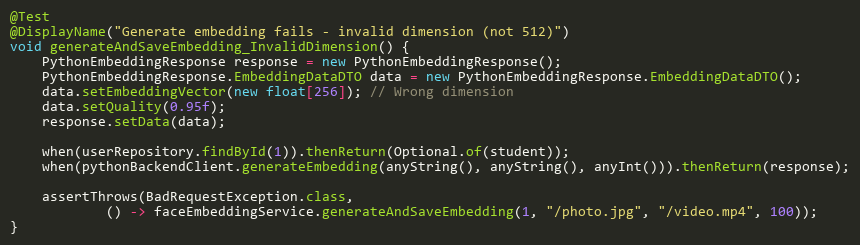 @Test
@DisplayName("Generate embedding fails - invalid dimension (not 512)")
void generateAndSaveEmbedding_InvalidDimension() {
    PythonEmbeddingResponse response = new PythonEmbeddingResponse();
    PythonEmbeddingResponse.EmbeddingDataDTO data = new PythonEmbeddingResponse.EmbeddingDataDTO();
    data.setEmbeddingVector(new float[256]); // Wrong dimension
    data.setQuality(0.95f);
    response.setData(data);

    when(userRepository.findById(1)).thenReturn(Optional.of(student));
    when(pythonBackendClient.generateEmbedding(anyString(), anyString(), anyInt())).thenReturn(response);

    assertThrows(BadRequestException.class,
            () -> faceEmbeddingService.generateAndSaveEmbedding(1, "/photo.jpg", "/video.mp4", 100));
}